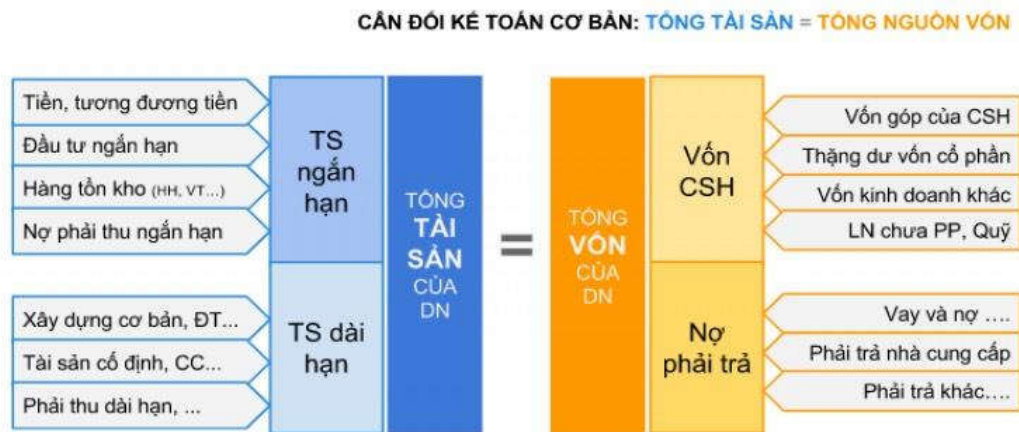 CÂN ĐỐI KẾ TOÁN CƠ BẢN: TỔNG TÀI SẢN = TỔNG NGUỒN VỐN
Tiền, tương đương tiền
Đầu tư ngắn hạn
Hàng tồn kho (HH, VT...)
Nợ phải thu ngắn hạn
Xây dựng cơ bản, ĐT...
Tài sản cố định, CC...
Phải thu dài hạn, ...
TS
ngắn
hạn
TS dài
hạn
TỔNG
TÀI
SẢN
CỦA
DN
=
TỔNG
VỐN
CỦA
DN
Vốn
CSH
Nợ
phải trả
Vốn góp của CSH
Thặng dư vốn cổ phần
Vốn kinh doanh khác
LN chưa PP, Quỹ
Vay và nợ ....
Phải trả nhà cung cấp
Phải trả khác....